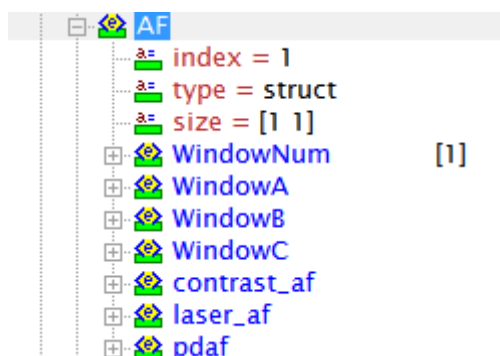 AF
index = 1
type = struct
size = [1 1]
WindowNum [1]
WindowA
WindowB
WindowC
contrast_af
laser_af
pdaf